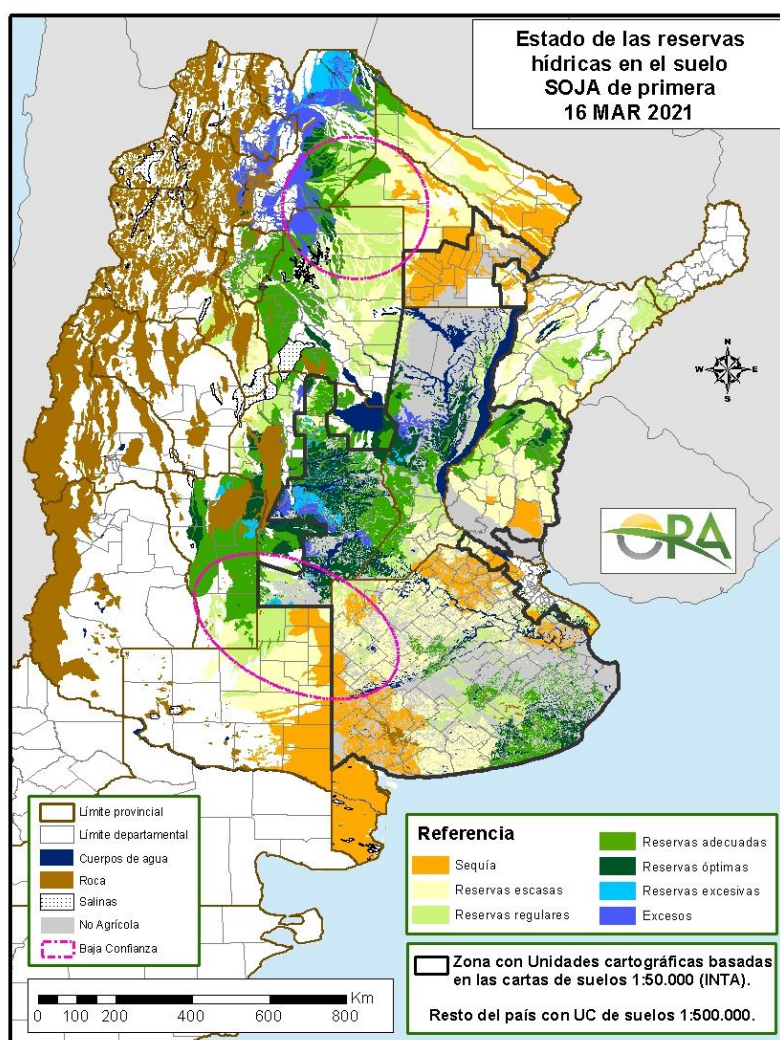 Estado de las reservas
hídricas en el suelo
SOJA de primera
16 MAR 2021
N
W
E
S
ORA
Límite provincial
Límite departamental
Cuerpos de agua
Roca
Salinas
No Agrícola
Baja Confianza
Referencia
Sequía
Reservas escasas
Reservas regulares
Reservas adecuadas
Reservas óptimas
Reservas excesivas
Excesos
Km
0 100 200 400 600 800
Zona con Unidades cartográficas basadas
en las cartas de suelos 1:50.000 (INTA).
Resto del país con UC de suelos 1:500.000.